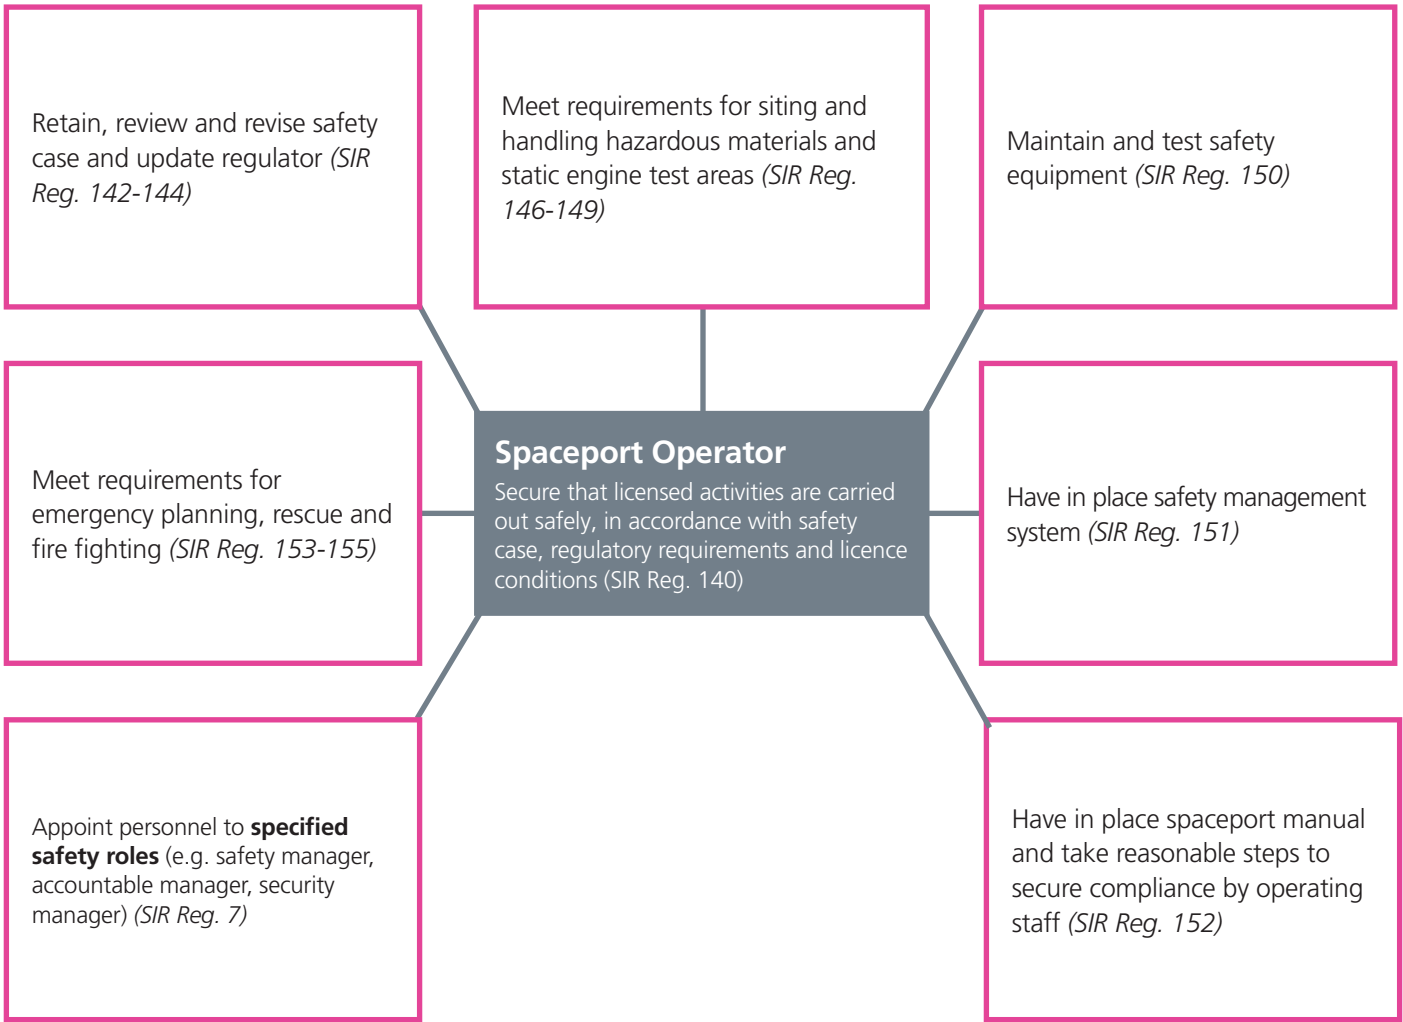 Retain, review and revise safety
case and update regulator (SIR
Reg. 142-144)
Meet requirements for siting and
handling hazardous materials and
static engine test areas (SIR Reg.
146-149)
Maintain and test safety
equipment (SIR Reg. 150)
Meet requirements for
emergency planning, rescue and
fire fighting (SIR Reg. 153-155)
Spaceport Operator
Secure that licensed activities are carried
out safely, in accordance with safety
case, regulatory requirements and licence
conditions (SIR Reg. 140)
Have in place safety management
system (SIR Reg. 151)
Appoint personnel to specified
safety roles (e.g. safety manager,
accountable manager, security
manager) (SIR Reg. 7)
Have in place spaceport manual
and take reasonable steps to
secure compliance by operating
staff (SIR Reg. 152)